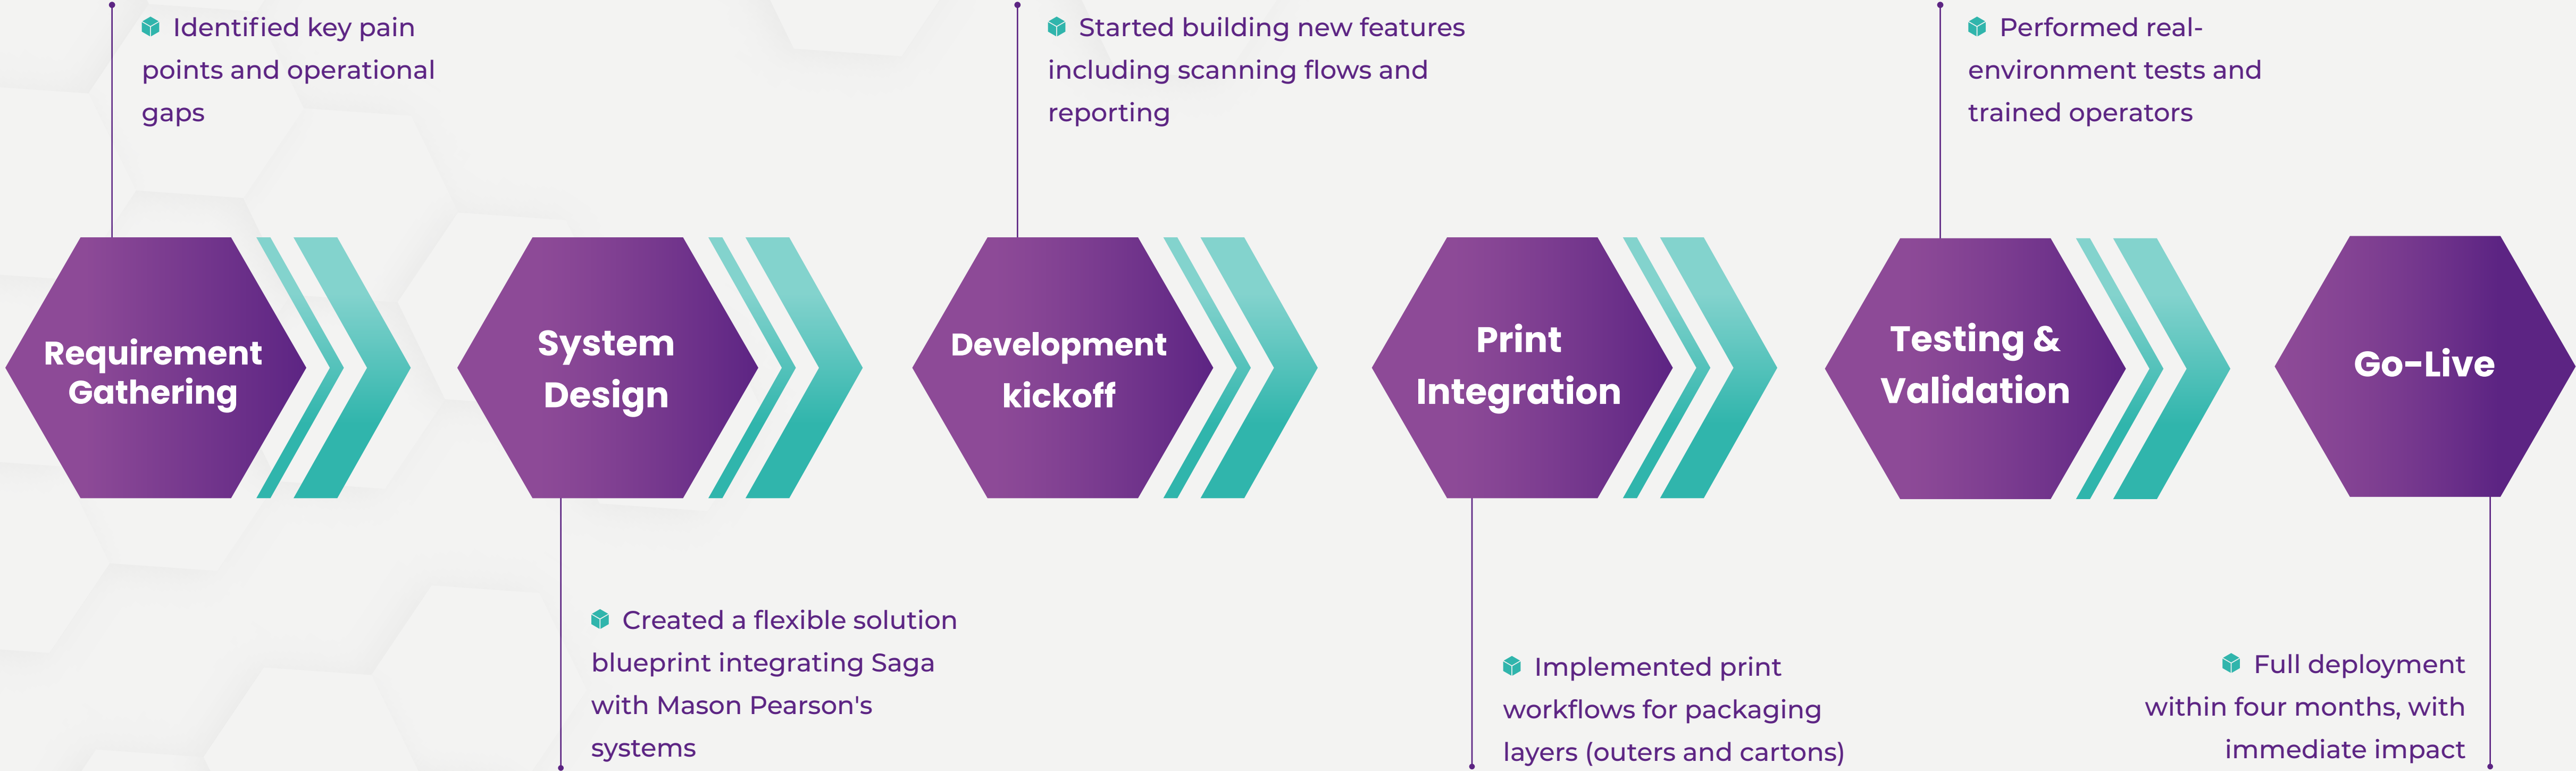 Identified key pain
points and operational
gaps
Started building new features
including scanning flows and
reporting
Performed real-
environment tests and
trained operators
Requirement
Gathering
System
Design
Development
kickoff
Print
Integration
Testing &
Validation
Go-Live
Created a flexible solution
blueprint integrating Saga
with Mason Pearson's
systems
Implemented print
workflows for packaging
layers (outers and cartons)
Full deployment
within four months, with
immediate impact